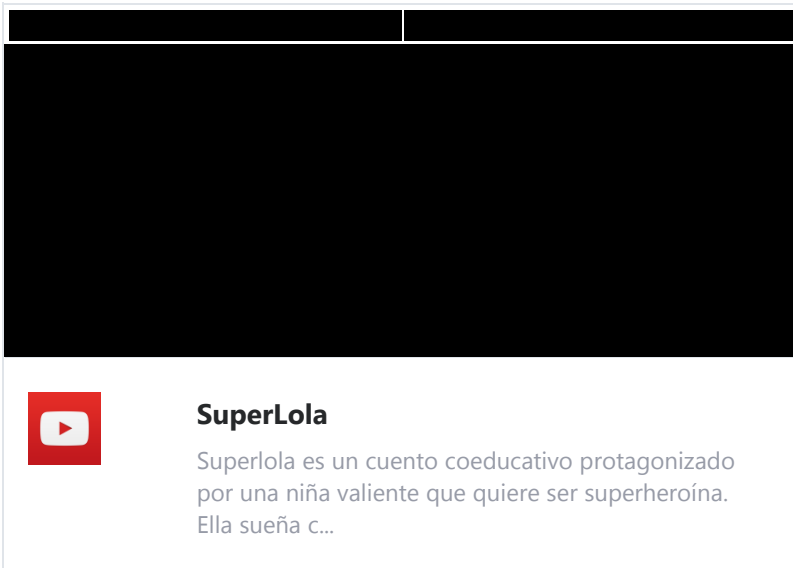 SuperLola
Superlola es un cuento coeducativo protagonizado
por una niña valiente que quiere ser superheroína.
Ella sueña c...